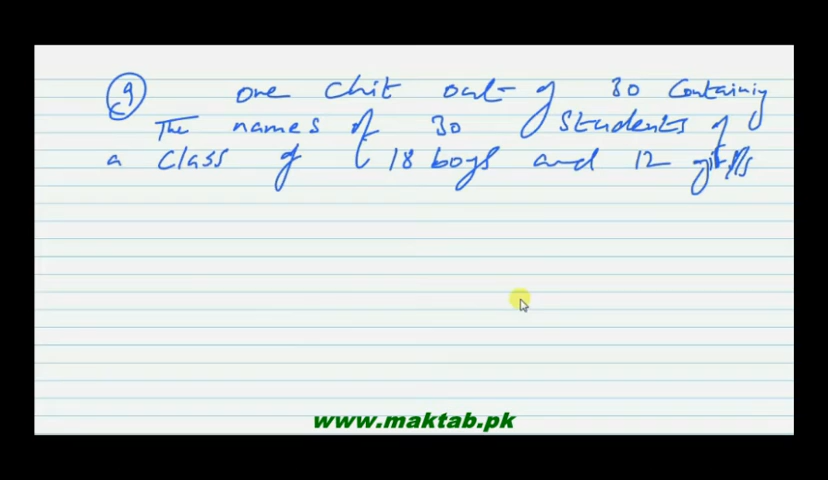 9 one chit out of 30 containing
The names of 30 students of
a class of 18 boys and 12 girls
www.maktab.pk